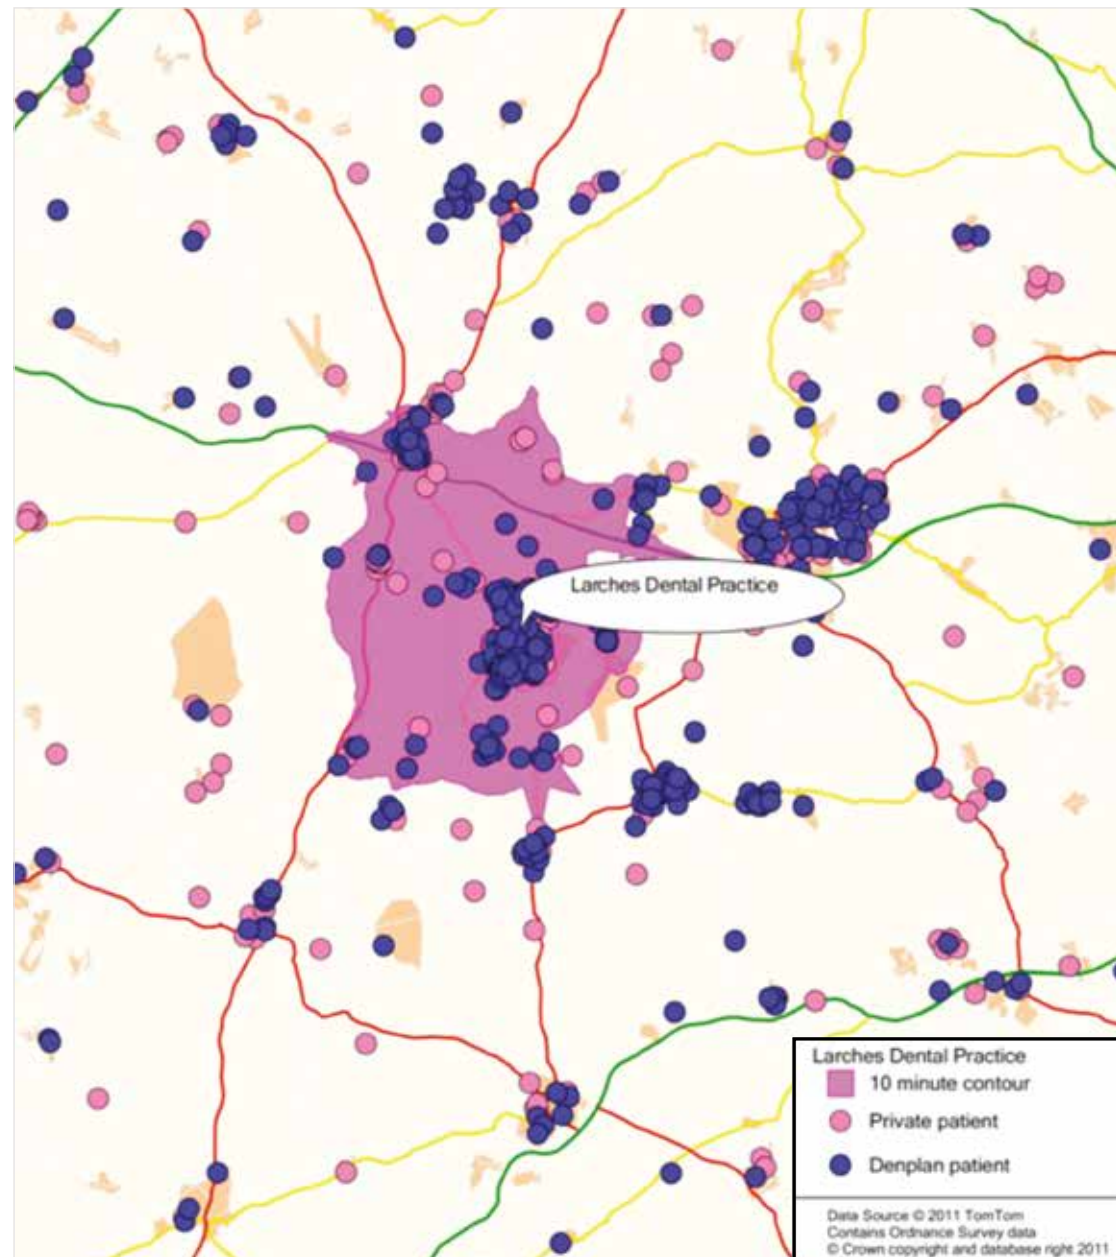 Larches Dental Practice
Larches Dental Practice
10 minute contour
Private patient
Denplan patient
Data Source © 2011 TomTom
Contains Ordnance Survey data
© Crown copyright and database right 2011